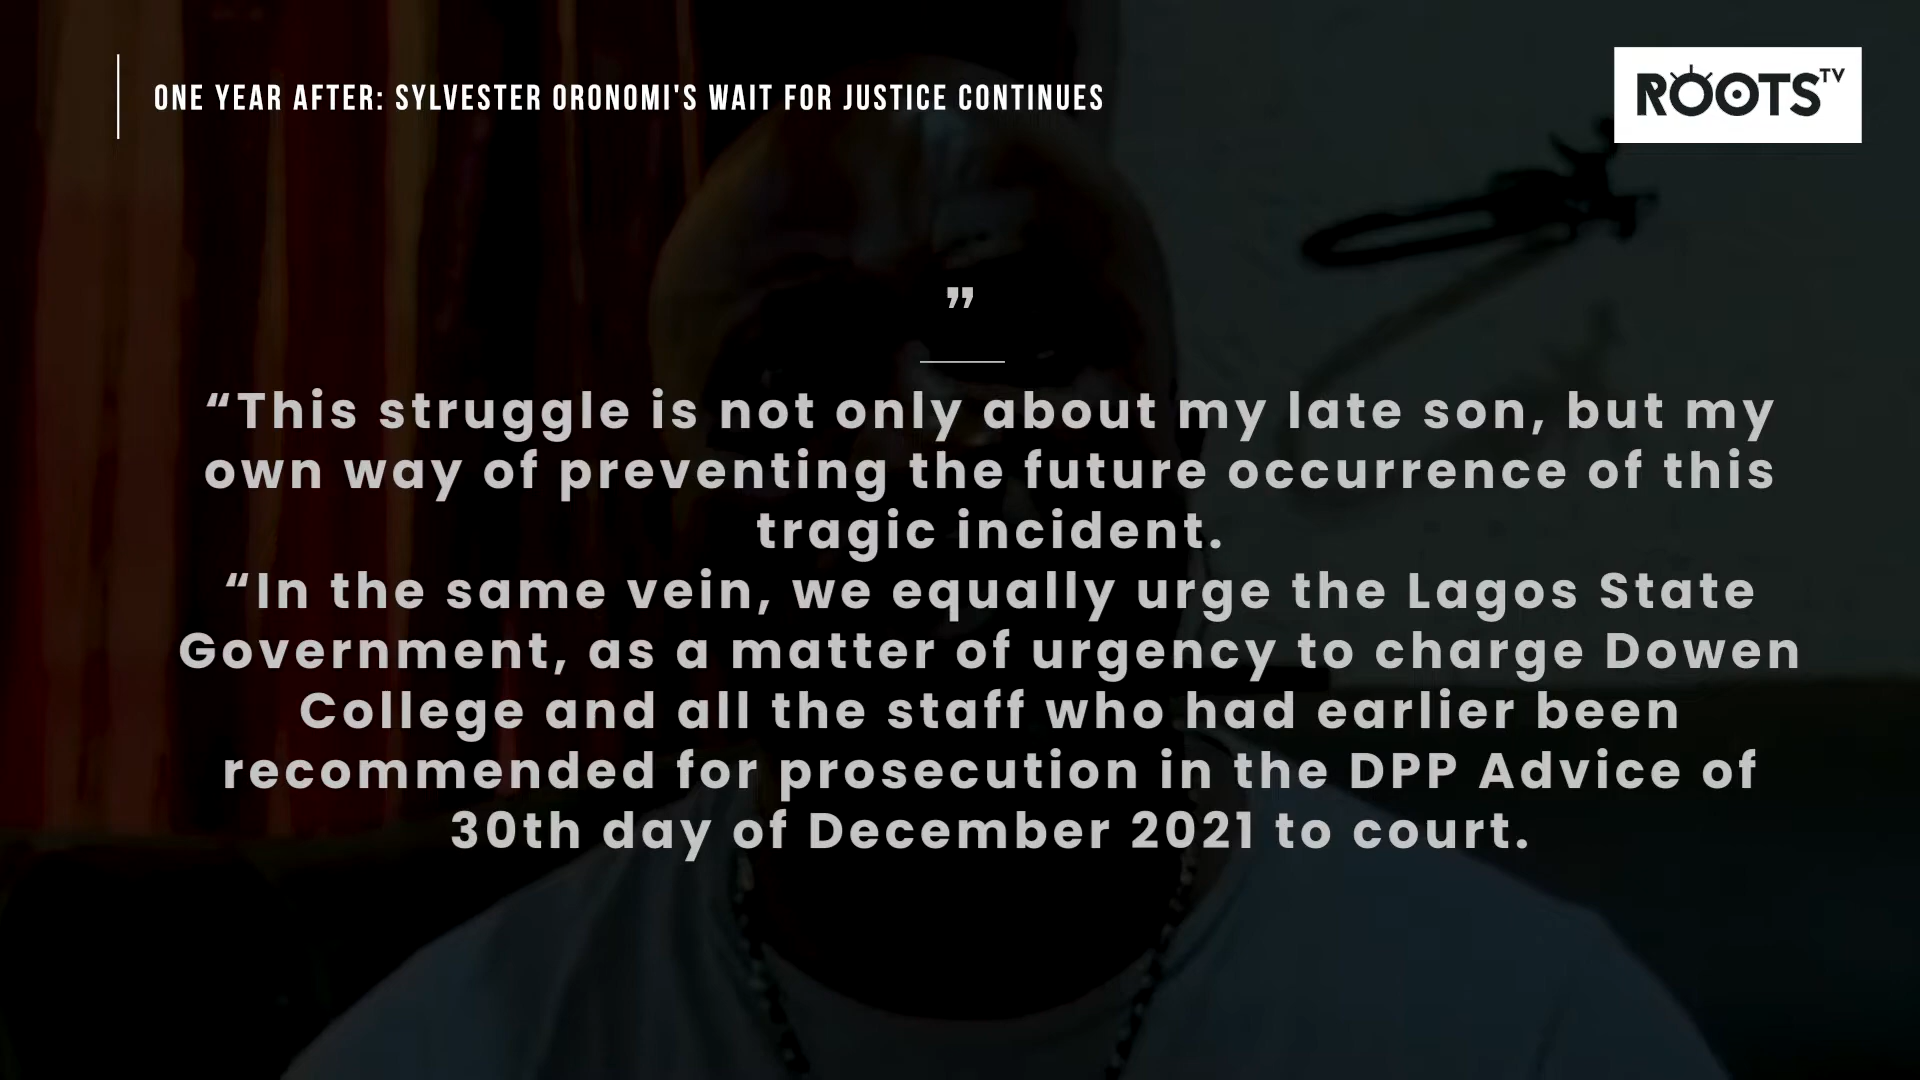 ONE YEAR AFTER: SYLVESTER ORONOMI'S WAIT FOR JUSTICE CONTINUES
ROOTS TV
”
“This struggle is not only about my late son, but my
own way of preventing the future occurrence of this
tragic incident.
“In the same vein, we equally urge the Lagos State
Government, as a matter of urgency to charge Dowen
College and all the staff who had earlier been
recommended for prosecution in the DPP Advice of
30th day of December 2021 to court.